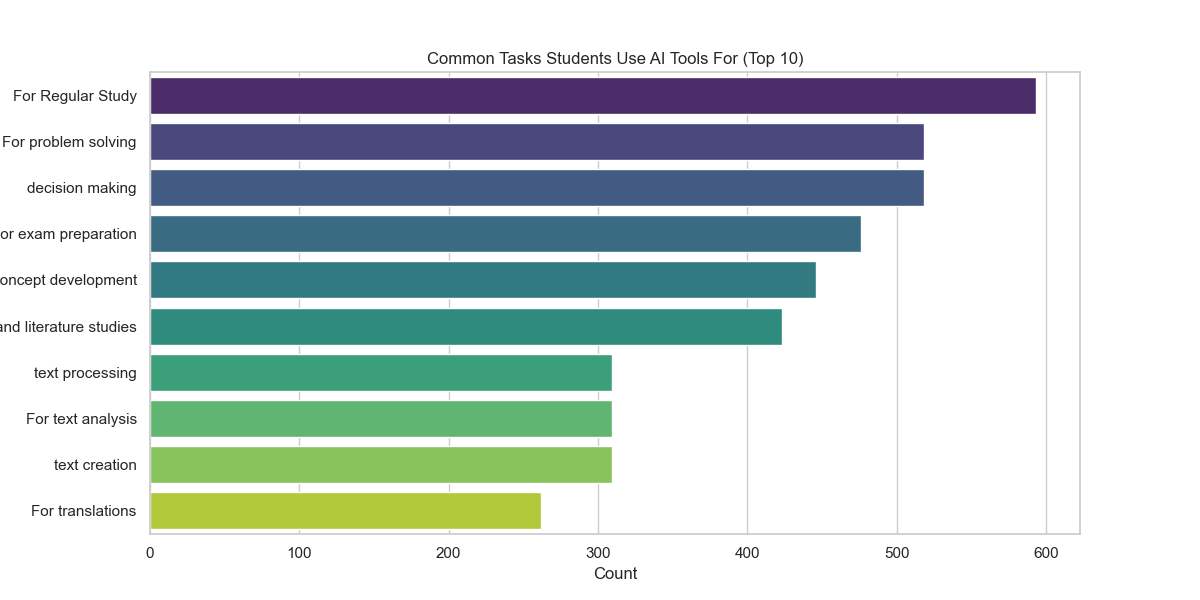 Common Tasks Students Use AI Tools For (Top 10)
For Regular Study
For problem solving
decision making
or exam preparation
oncept development
and literature studies
text processing
For text analysis
text creation
For translations
0 100 200 300 400 500 600
Count